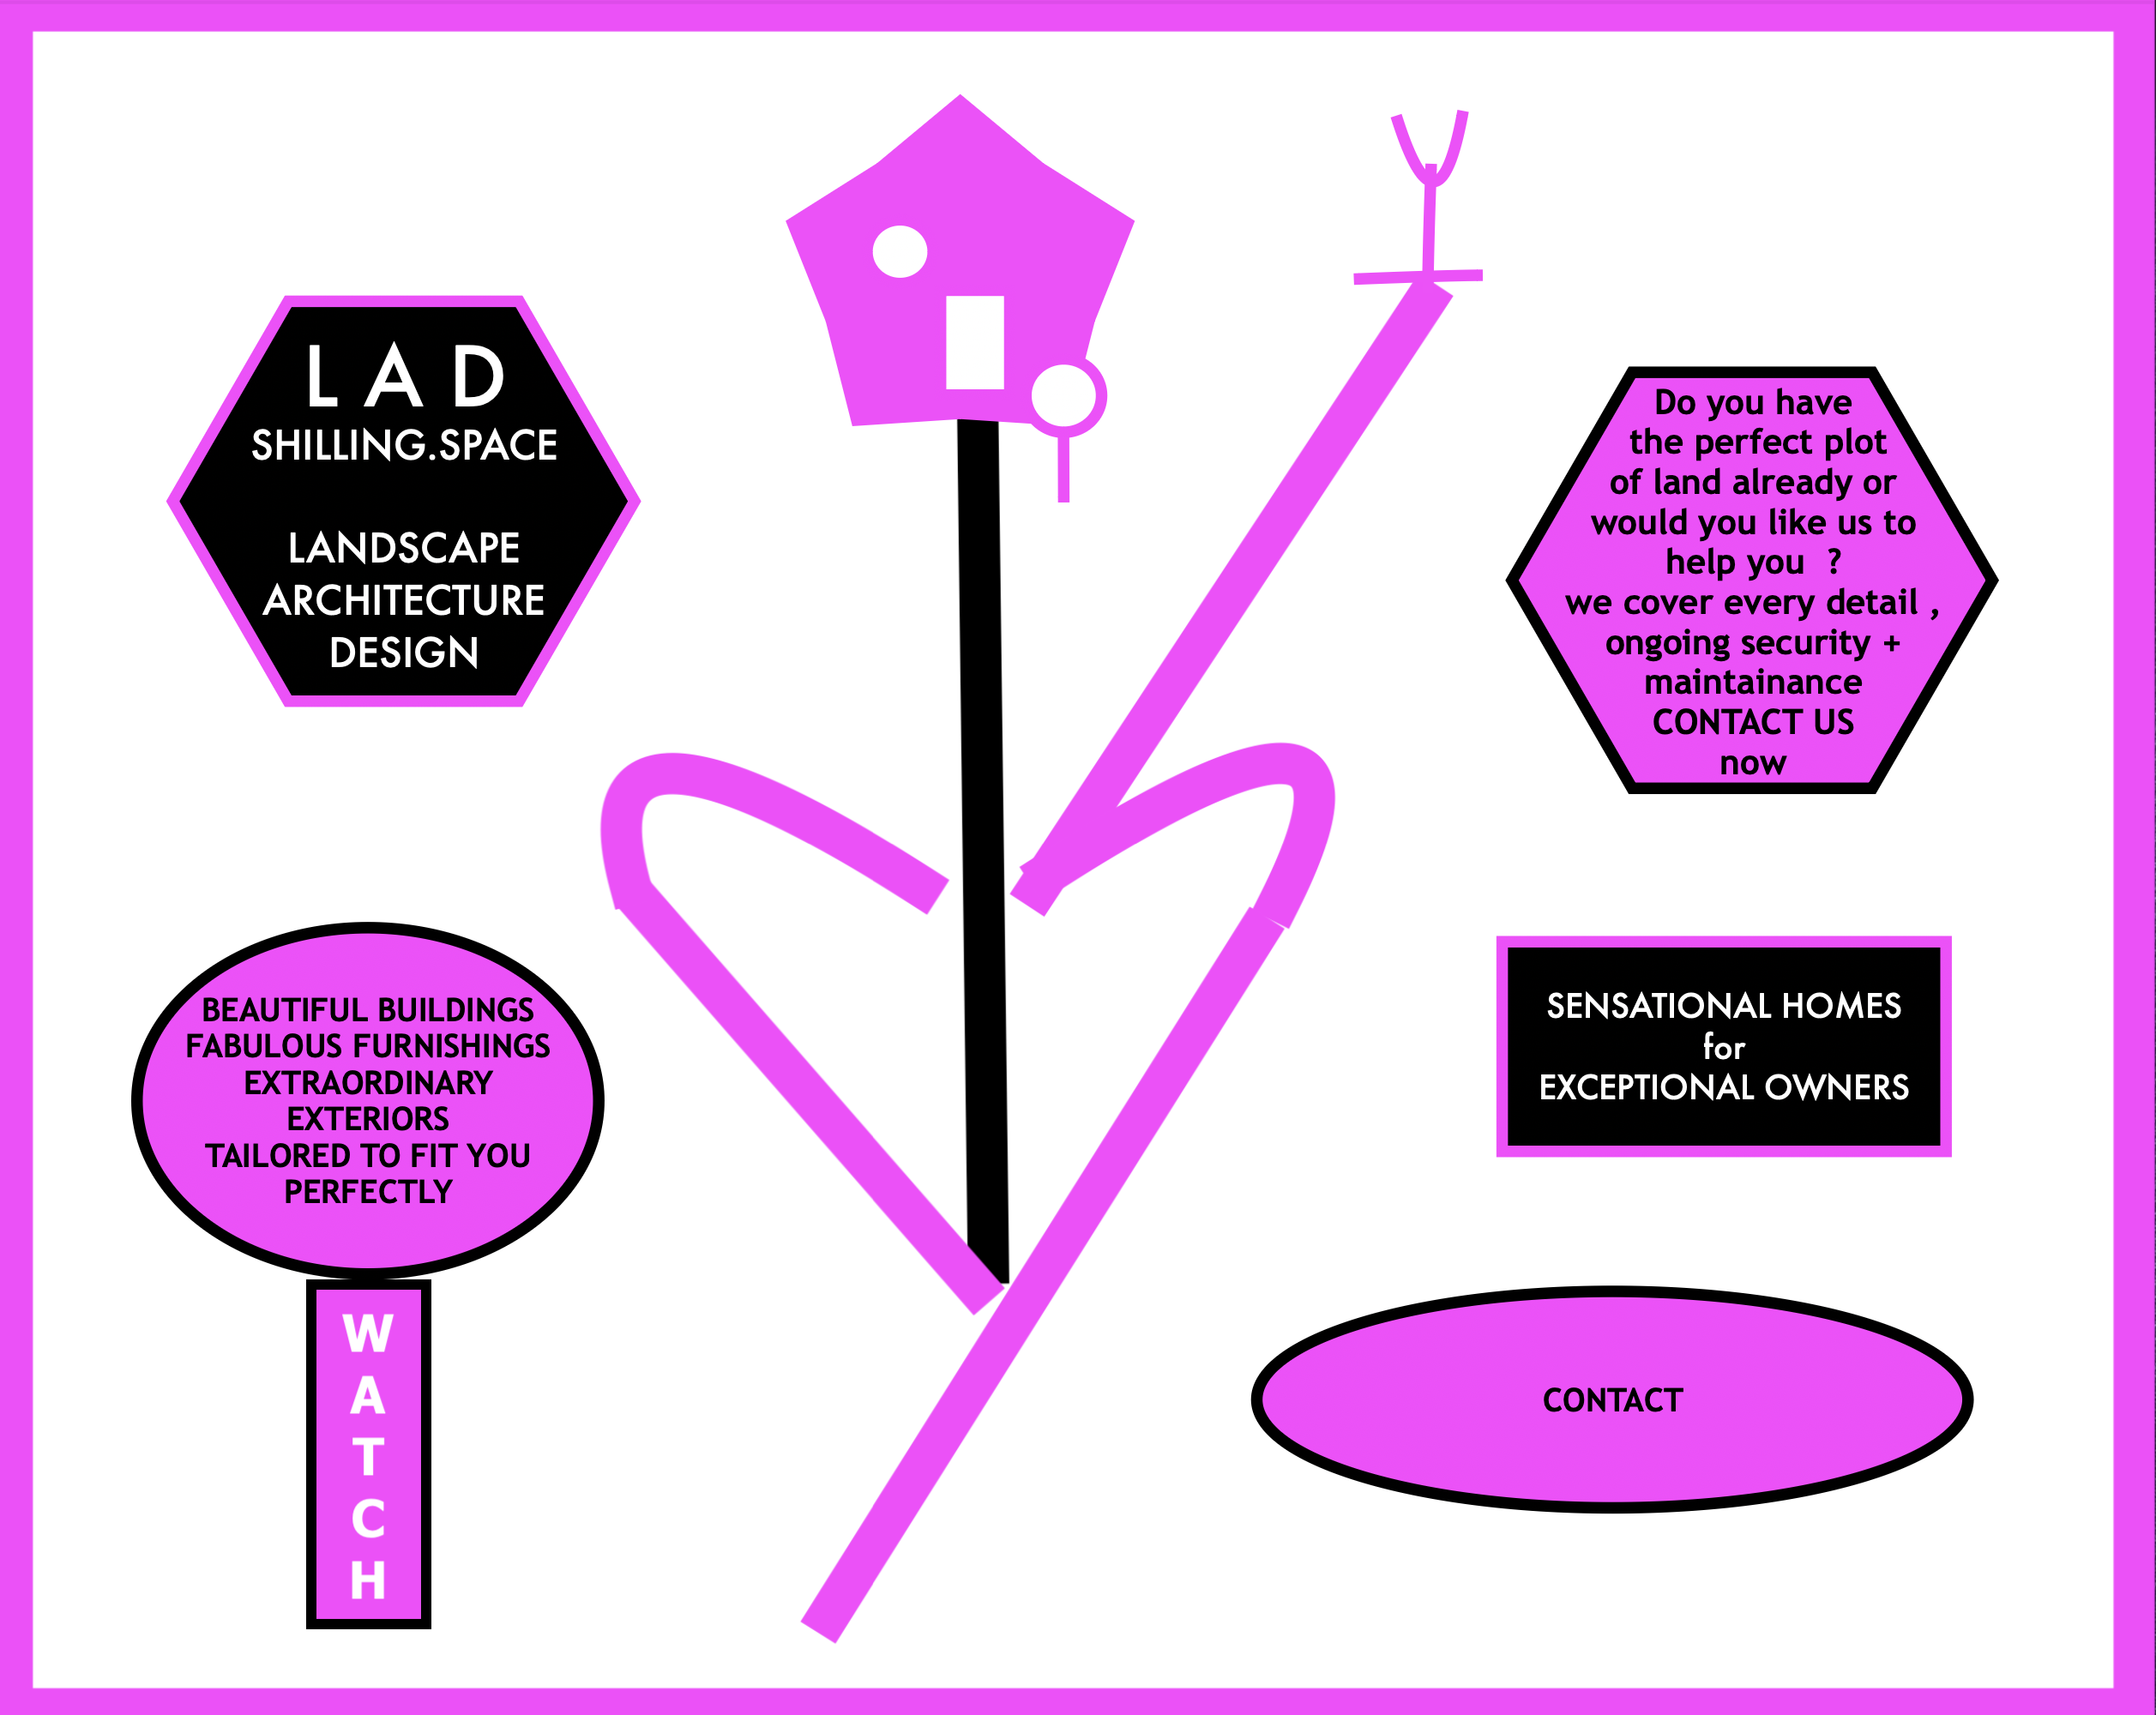 L A D
SHILLING.SPACE
LANDSCAPE
ARCHITECTURE
DESIGN
Do you have
the perfect plot
of land already or
would you like us to
help you ?
we cover every detail ,
ongoing security +
maintainance
CONTACT US
now
BEAUTIFUL BUILDINGS
FABULOUS FURNISHINGS
EXTRAORDINARY
EXTERIORS
TAILORED TO FIT YOU
PERFECTLY
W
A
T
C
H
SENSATIONAL HOMES
for
EXCEPTIONAL OWNERS
CONTACT